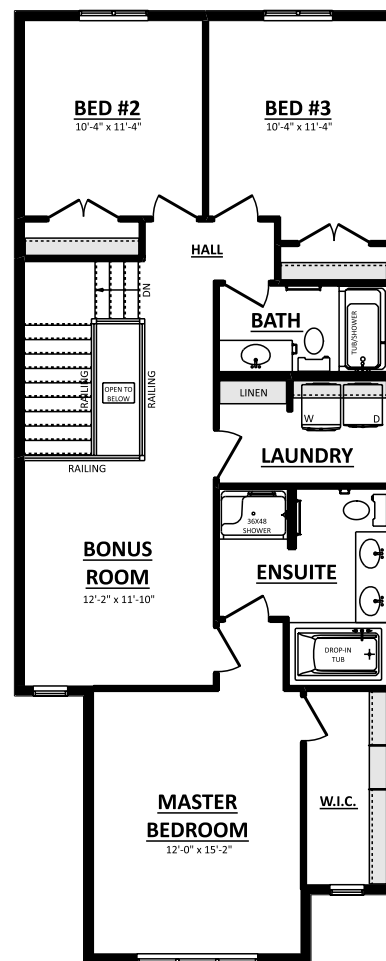 BED #2
10'-4" x 11'-4"
BED #3
10'-4" x 11'-4"
HALL
DN
BATH
TUB/SHOWER
RAILING
OPEN TO
BELOW
RAILING
RAILING
LINEN
W
D
LAUNDRY
36X48
SHOWER
BONUS
ROOM
12'-2" x 11'-10"
ENSUITE
DROP-IN
TUB
MASTER
BEDROOM
12'-0" x 15'-2"
W.I.C.